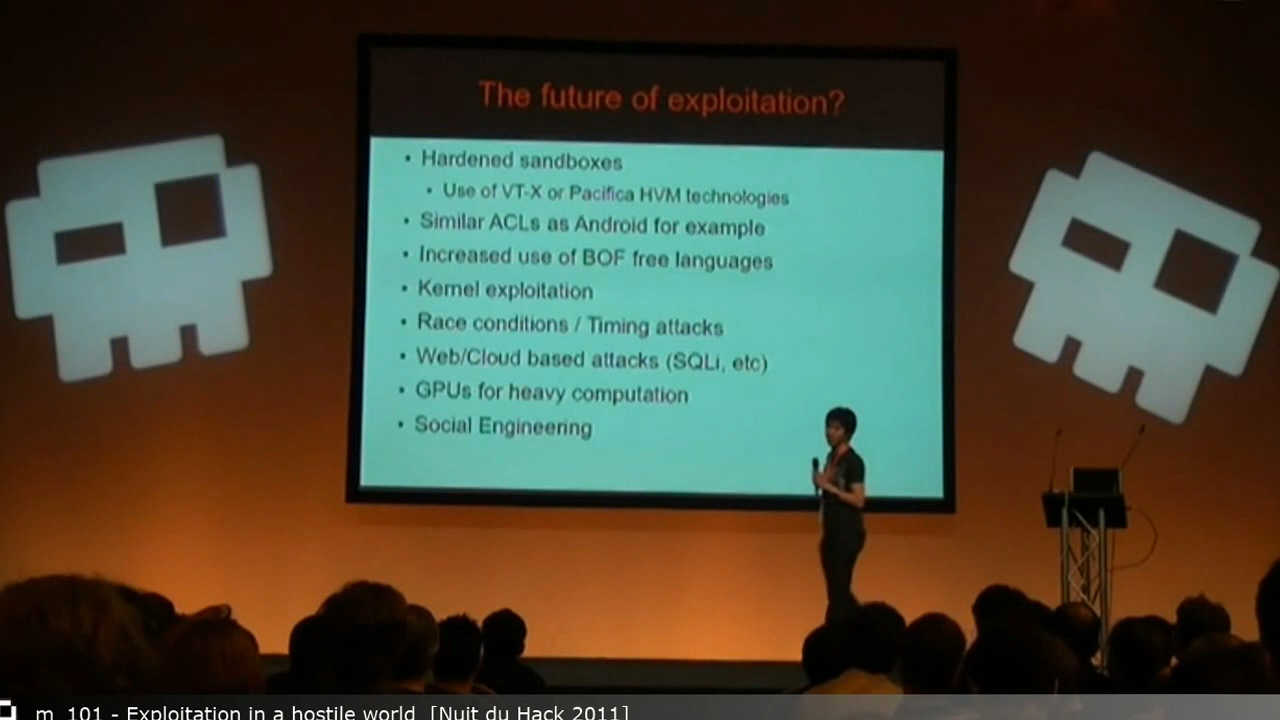 The future of exploitation?
• Hardened sandboxes
• Use of VT-X or Pacifica HVM technologies
• Similar ACLs as Android for example
• Increased use of BOF free languages
• Kernel exploitation
• Race conditions / Timing attacks
• Web/Cloud based attacks (SQLi, etc)
• GPUs for heavy computation
• Social Engineering
m_101 - Exploitation in a hostile world [Nuit du Hack 2011]